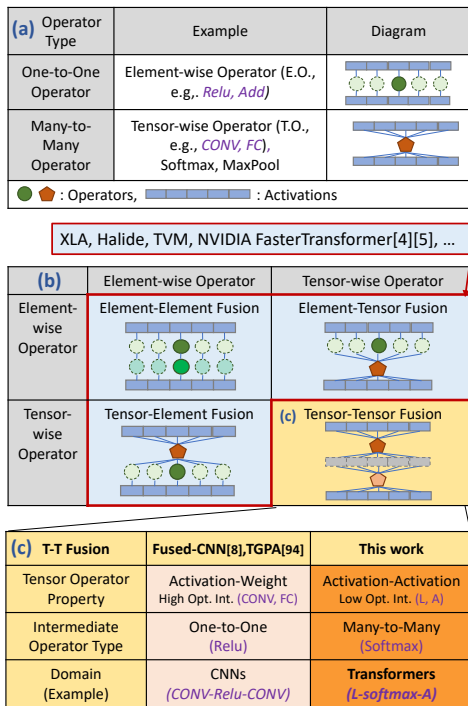 (a) Operator Type Example Diagram
One-to-One Operator
Element-wise Operator (E.O.,
e.g,. Relu, Add)
Many-to-Many Operator
Tensor-wise Operator (T.O.,
e.g., CONV, FC),
Softmax, MaxPool
: Operators, : Activations
XLA, Halide, TVM, NVIDIA FasterTransformer[4][5], ...
(b) Element-wise Operator Tensor-wise Operator
Element-wise Operator
Element-Element Fusion
Element-Tensor Fusion
Tensor-wise Operator
Tensor-Element Fusion
(c) Tensor-Tensor Fusion
(c) T-T Fusion Fused-CNN[8],TGPA[94] This work
Tensor Operator Property
Activation-Weight
High Opt. Int. (CONV, FC)
Activation-Activation
Low Opt. Int. (L, A)
Intermediate Operator Type
One-to-One
(Relu)
Many-to-Many
(Softmax)
Domain
(Example)
CNNs
(CONV-Relu-CONV)
Transformers
(L-softmax-A)